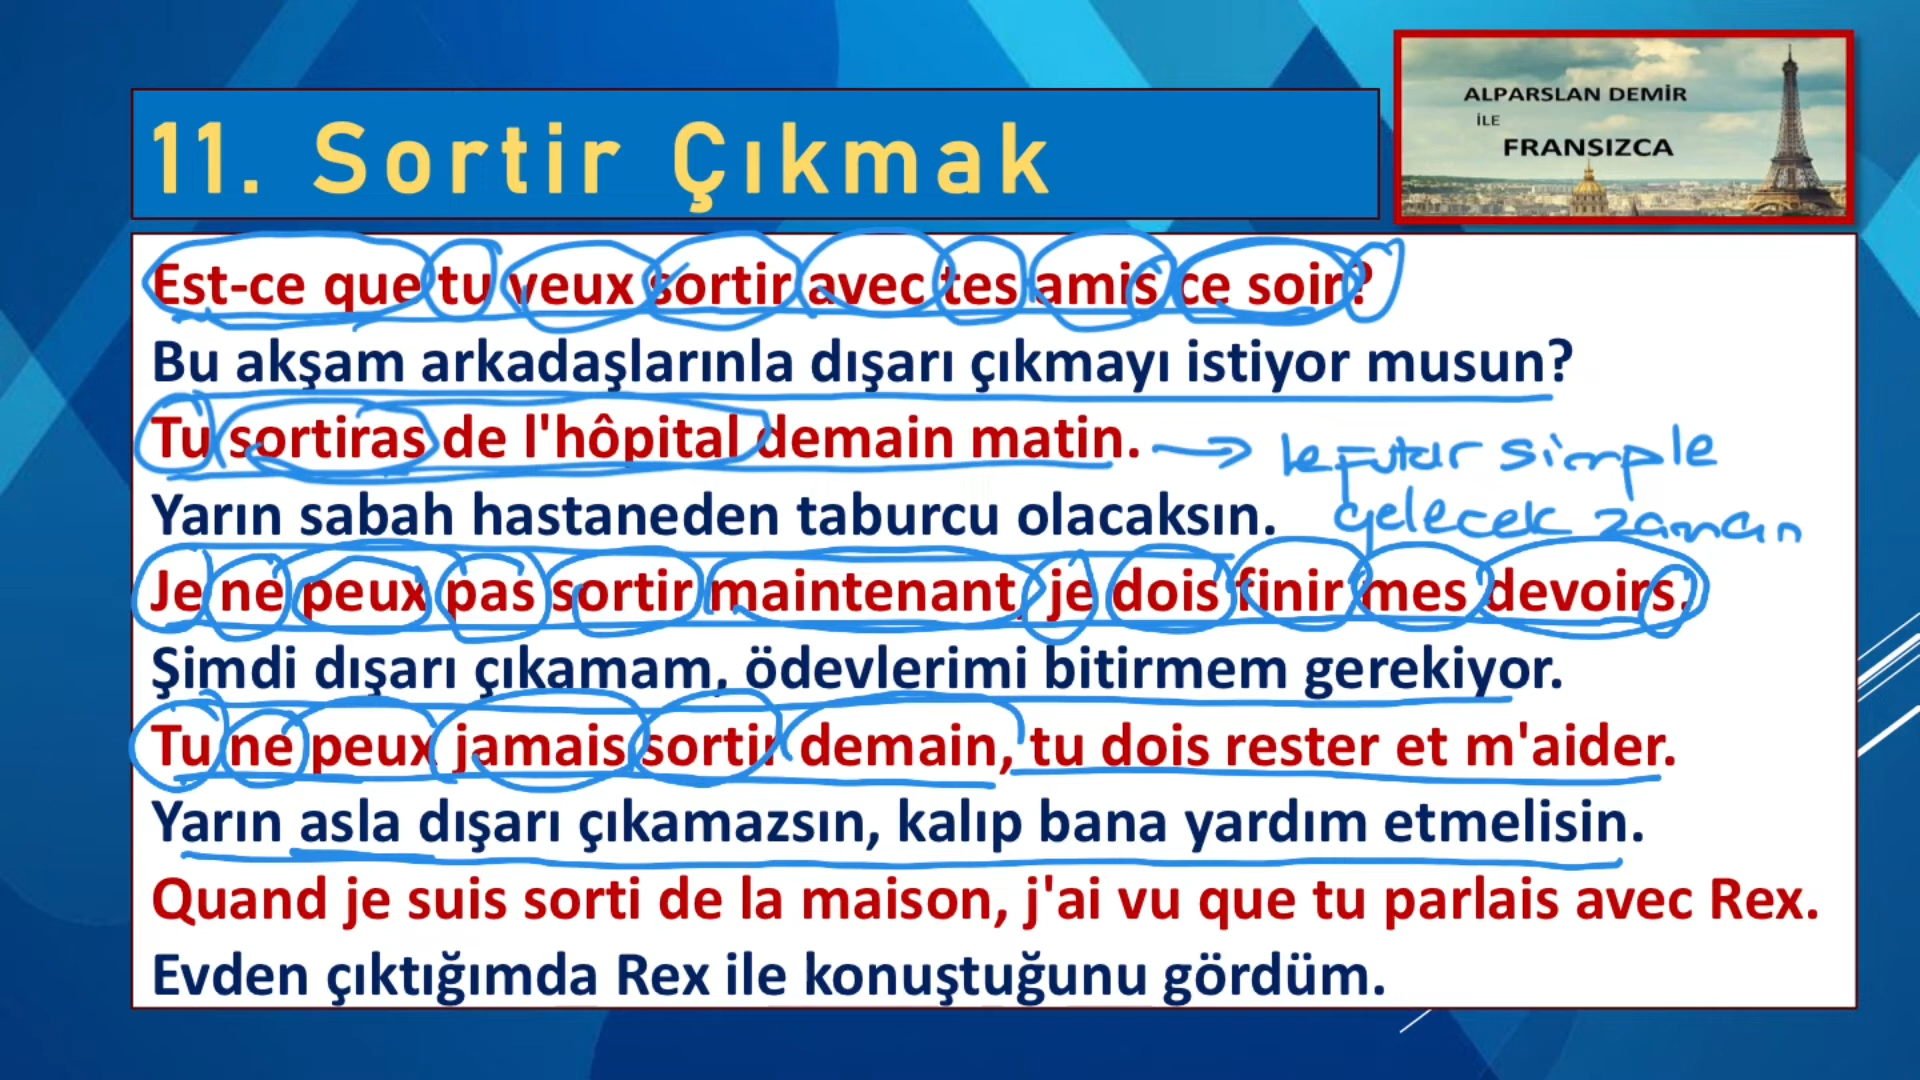 ALPARSLAN DEMİR
İLE
FRANSIZCA
11. Sortir Çıkmak
Est-ce que tu veux sortir avec tes amis ce soir?
Bu akşam arkadaşlarınla dışarı çıkmayı istiyor musun?
Tu sortiras de l'hôpital demain matin. → le futur simple
Yarın sabah hastaneden taburcu olacaksın. gelecek zaman
Je ne peux pas sortir maintenant, je dois finir mes devoirs.
Şimdi dışarı çıkamam, ödevlerimi bitirmem gerekiyor.
Tu ne peux jamais sortir demain, tu dois rester et m'aider.
Yarın asla dışarı çıkamazsın, kalıp bana yardım etmelisin.
Quand je suis sorti de la maison, j'ai vu que tu parlais avec Rex.
Evden çıktığımda Rex ile konuştuğunu gördüm.